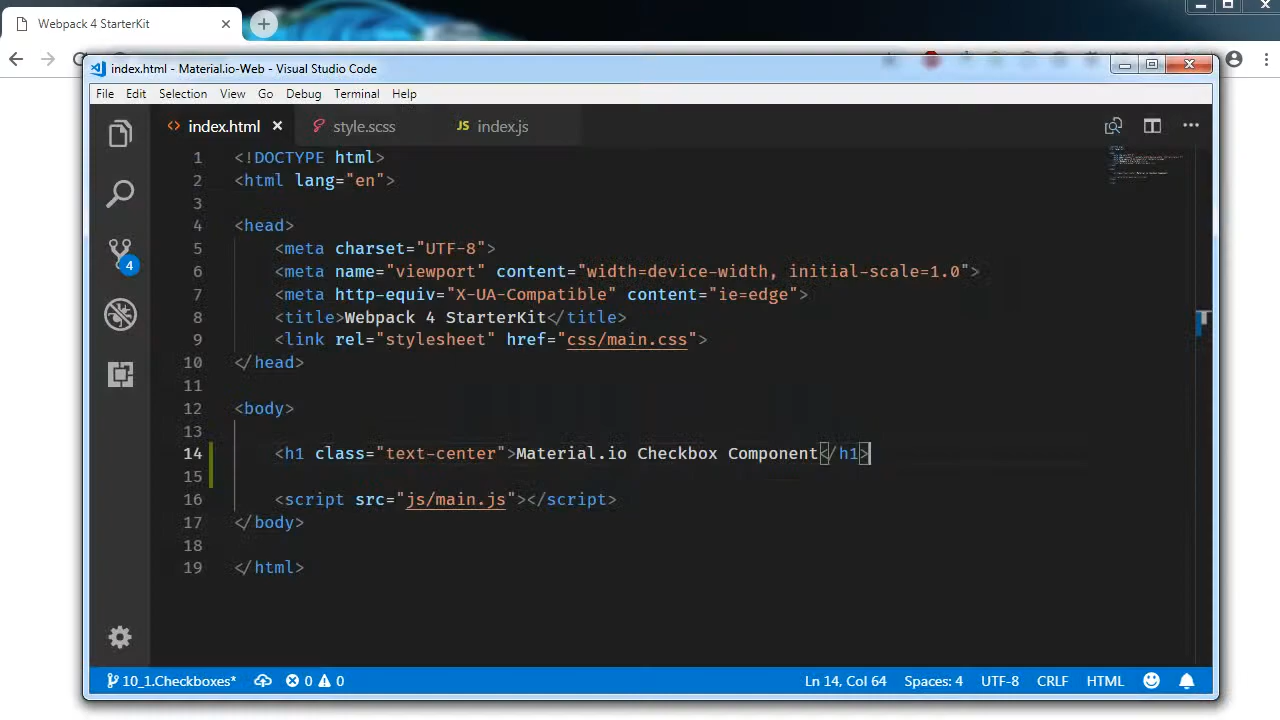 Webpack 4 StarterKit
index.html - Material.io-Web - Visual Studio Code
File Edit Selection View Go Debug Terminal Help
index.html style.scss JS index.js
1 <!DOCTYPE html>
2 <html lang="en">
3
4 <head>
5 <meta charset="UTF-8">
6 <meta name="viewport" content="width=device-width, initial-scale=1.0">
7 <meta http-equiv="X-UA-Compatible" content="ie=edge">
8 <title>Webpack 4 StarterKit</title>
9 <link rel="stylesheet" href="css/main.css">
10 </head>
11
12 <body>
13
14 <h1 class="text-center">Material.io Checkbox Component</h1>
15
16 <script src="js/main.js"></script>
17 </body>
18
19 </html>
4
10_1.Checkboxes* 0 0 Ln 14, Col 64 Spaces: 4 UTF-8 CRLF HTML